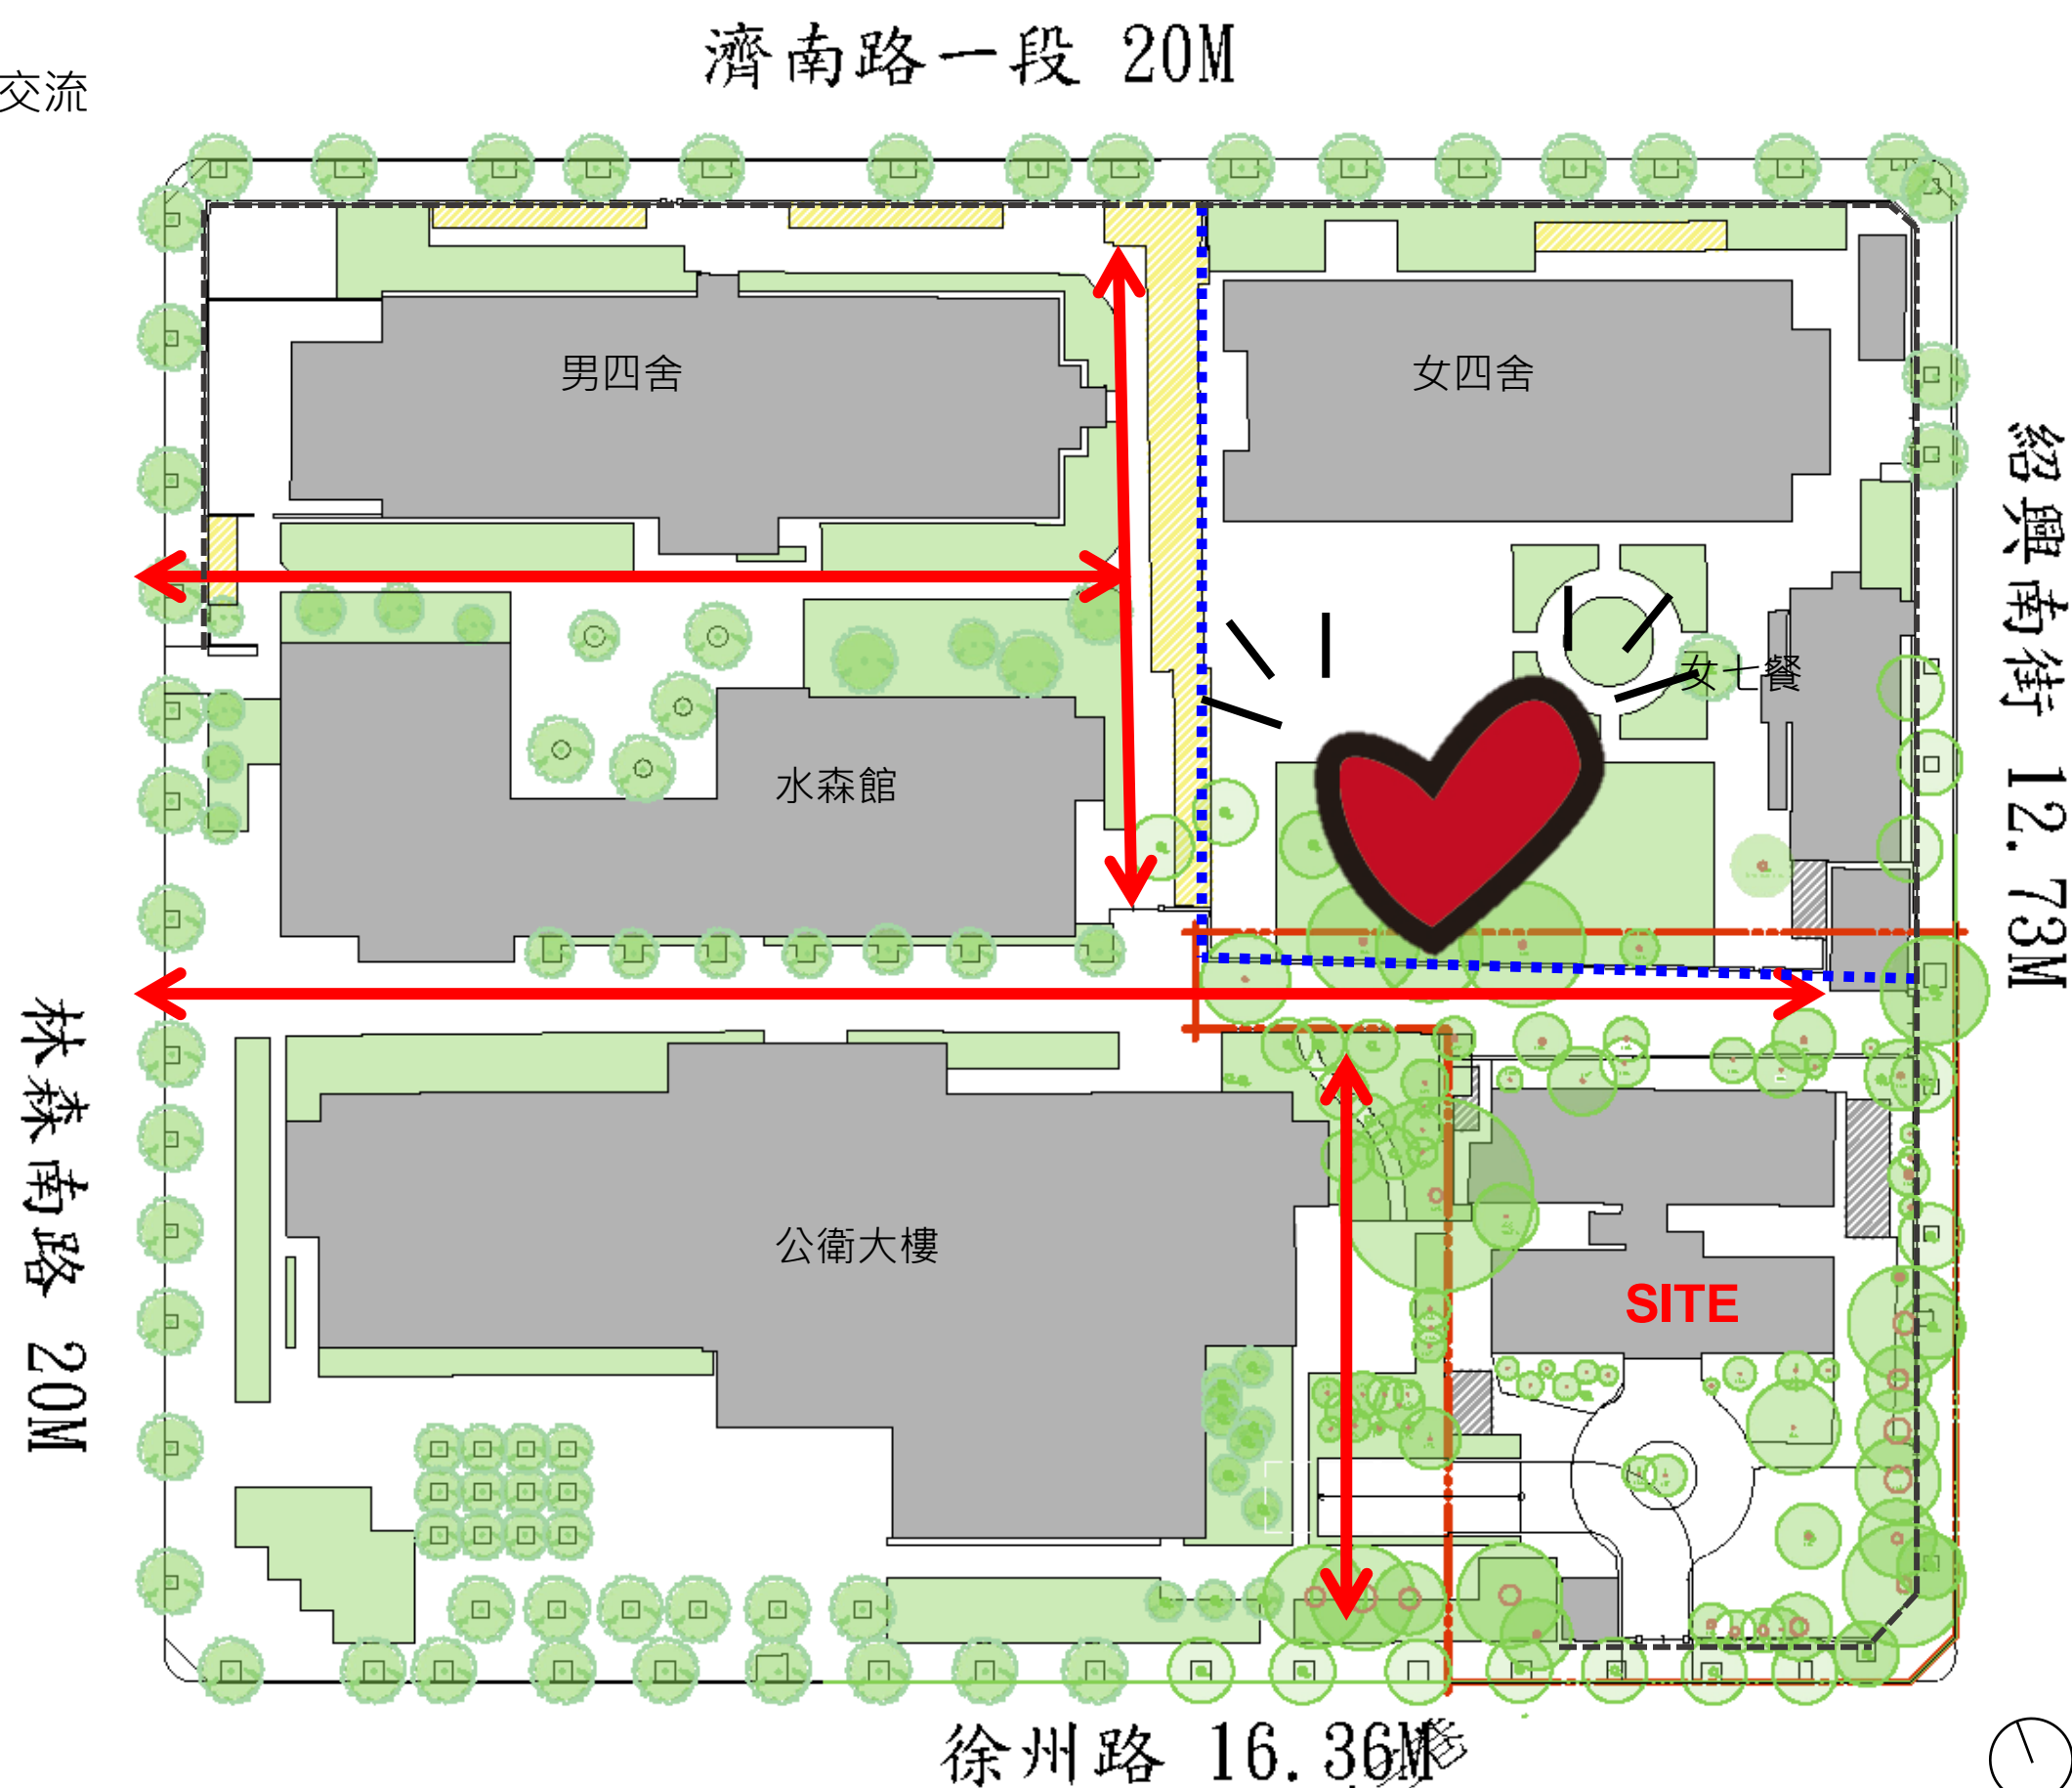 濟南路一段 20M
交流
男四舍
女四舍
紹興南街 12.73M
女七餐
水森館
林森南路 20M
公衛大樓
SITE
徐州路 16.36M